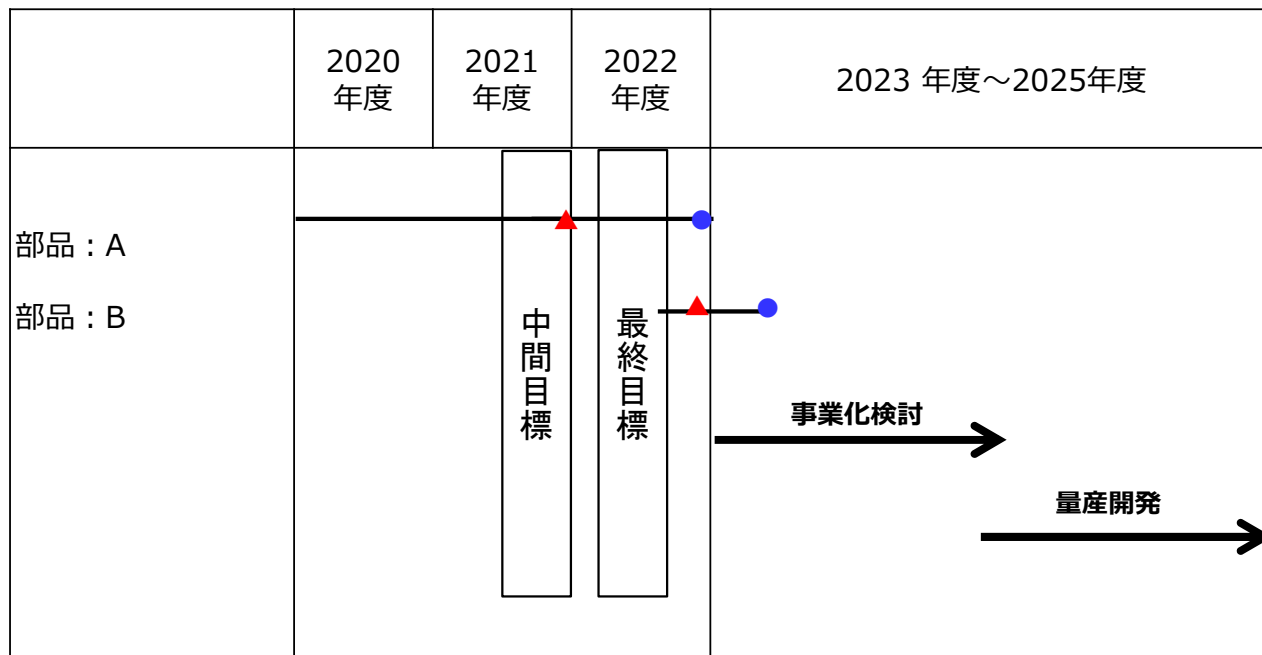 2020
年度
2021
年度
2022
年度
2023 年度～2025年度
部品：A
部品：B
中間目標
最終目標
事業化検討
量産開発